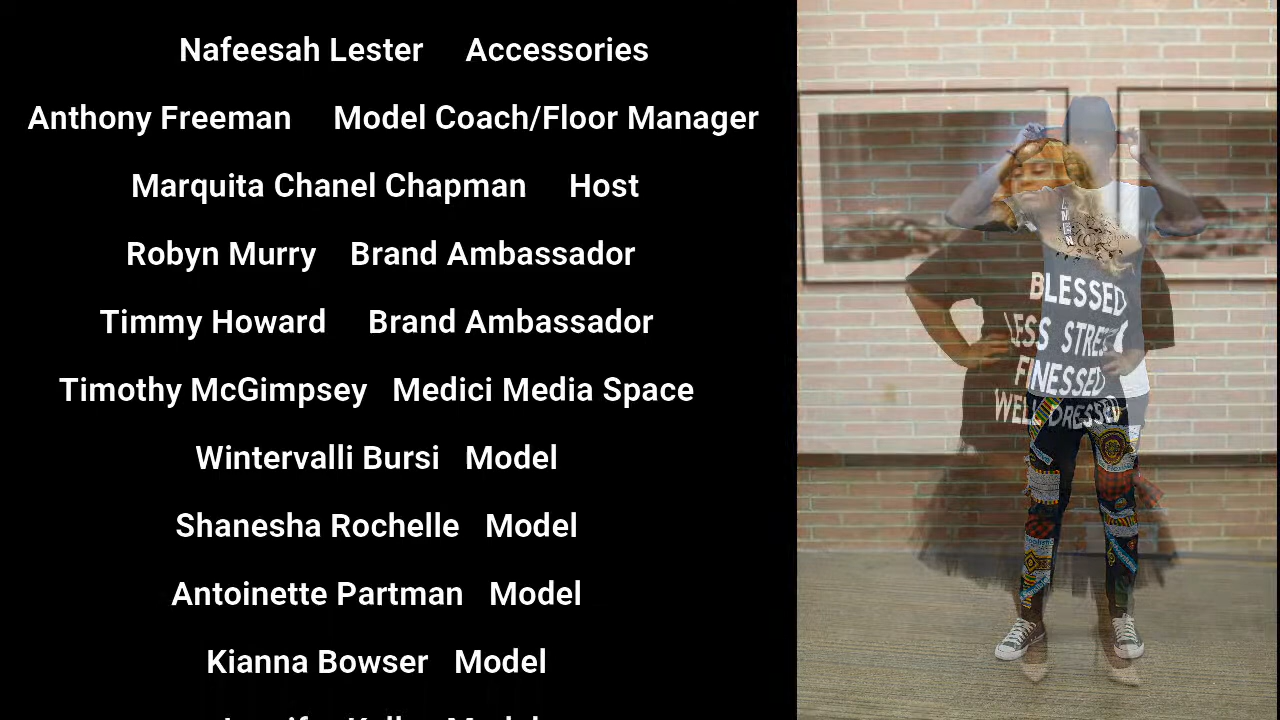 Nafeesah Lester Accessories
Anthony Freeman Model Coach/Floor Manager
Marquita Chanel Chapman Host
Robyn Murry Brand Ambassador
Timmy Howard Brand Ambassador
Timothy McGimpsey Medici Media Space
Wintervalli Bursi Model
Shanesha Rochelle Model
Antoinette Partman Model
Kianna Bowser Model
BLESSED
LESS STRESS
FINESSED
WELL DRESSED